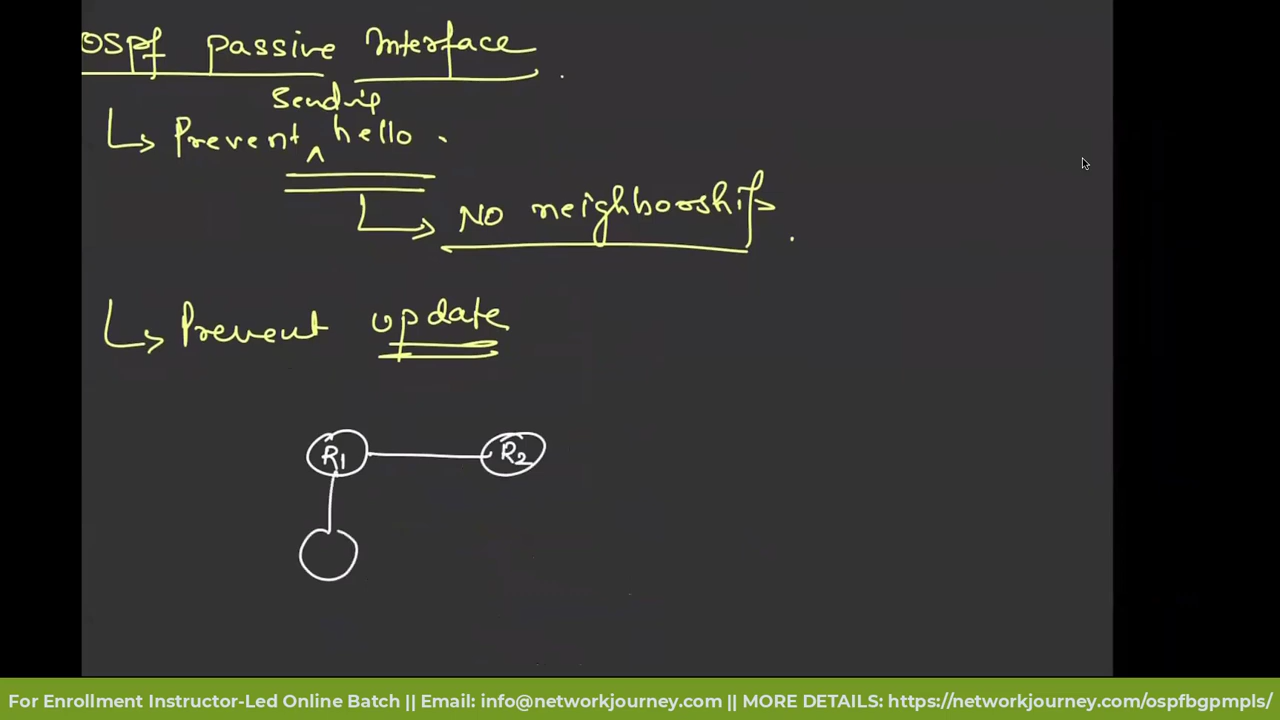 OSPF passive Interface
Sending
Prevent ^ hello.
NO neighboorship
Prevent update
R1
R2
For Enrollment Instructor-Led Online Batch || Email: info@networkjourney.com || MORE DETAILS: https://networkjourney.com/ospfbgpmpls/